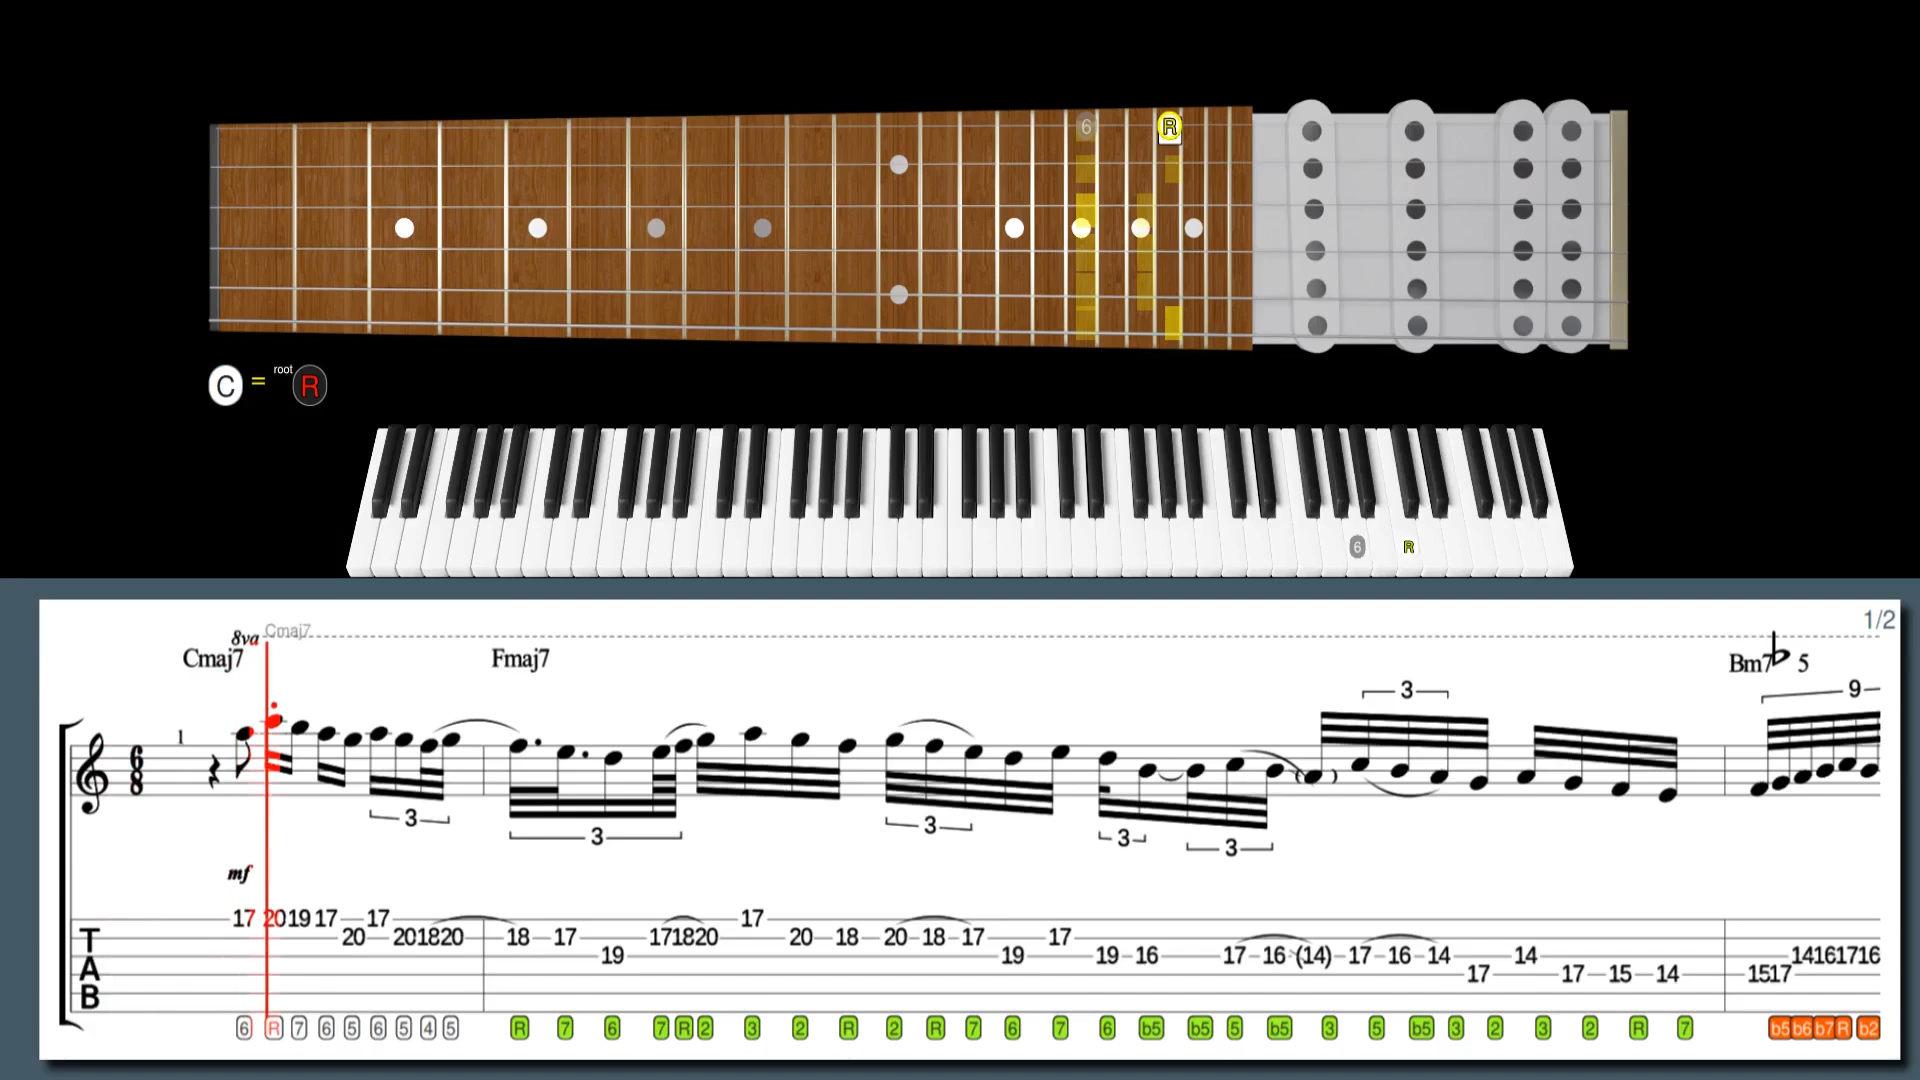 6 R
C = root R
6 R
1/2
8va Cmaj7
Cmaj7 Fmaj7 Bm7♭5
3 9
1
6
8
3 3 3 3 3
mf
17 20 19 17 20 17 20 18 20 18 17 19 17 18 20 17 20 18 20 18 17 19 17 19 16 17 16 (14) 17 16 14 17 14 17 15 14 15 17 14 16 17 16
T
A
B
6 R 7 6 5 6 5 4 5 R 7 6 7 R 2 3 2 R 2 R 7 6 7 6 b5 b5 5 b5 3 5 b5 3 2 3 2 R 7 b5 b6 b7 R b2